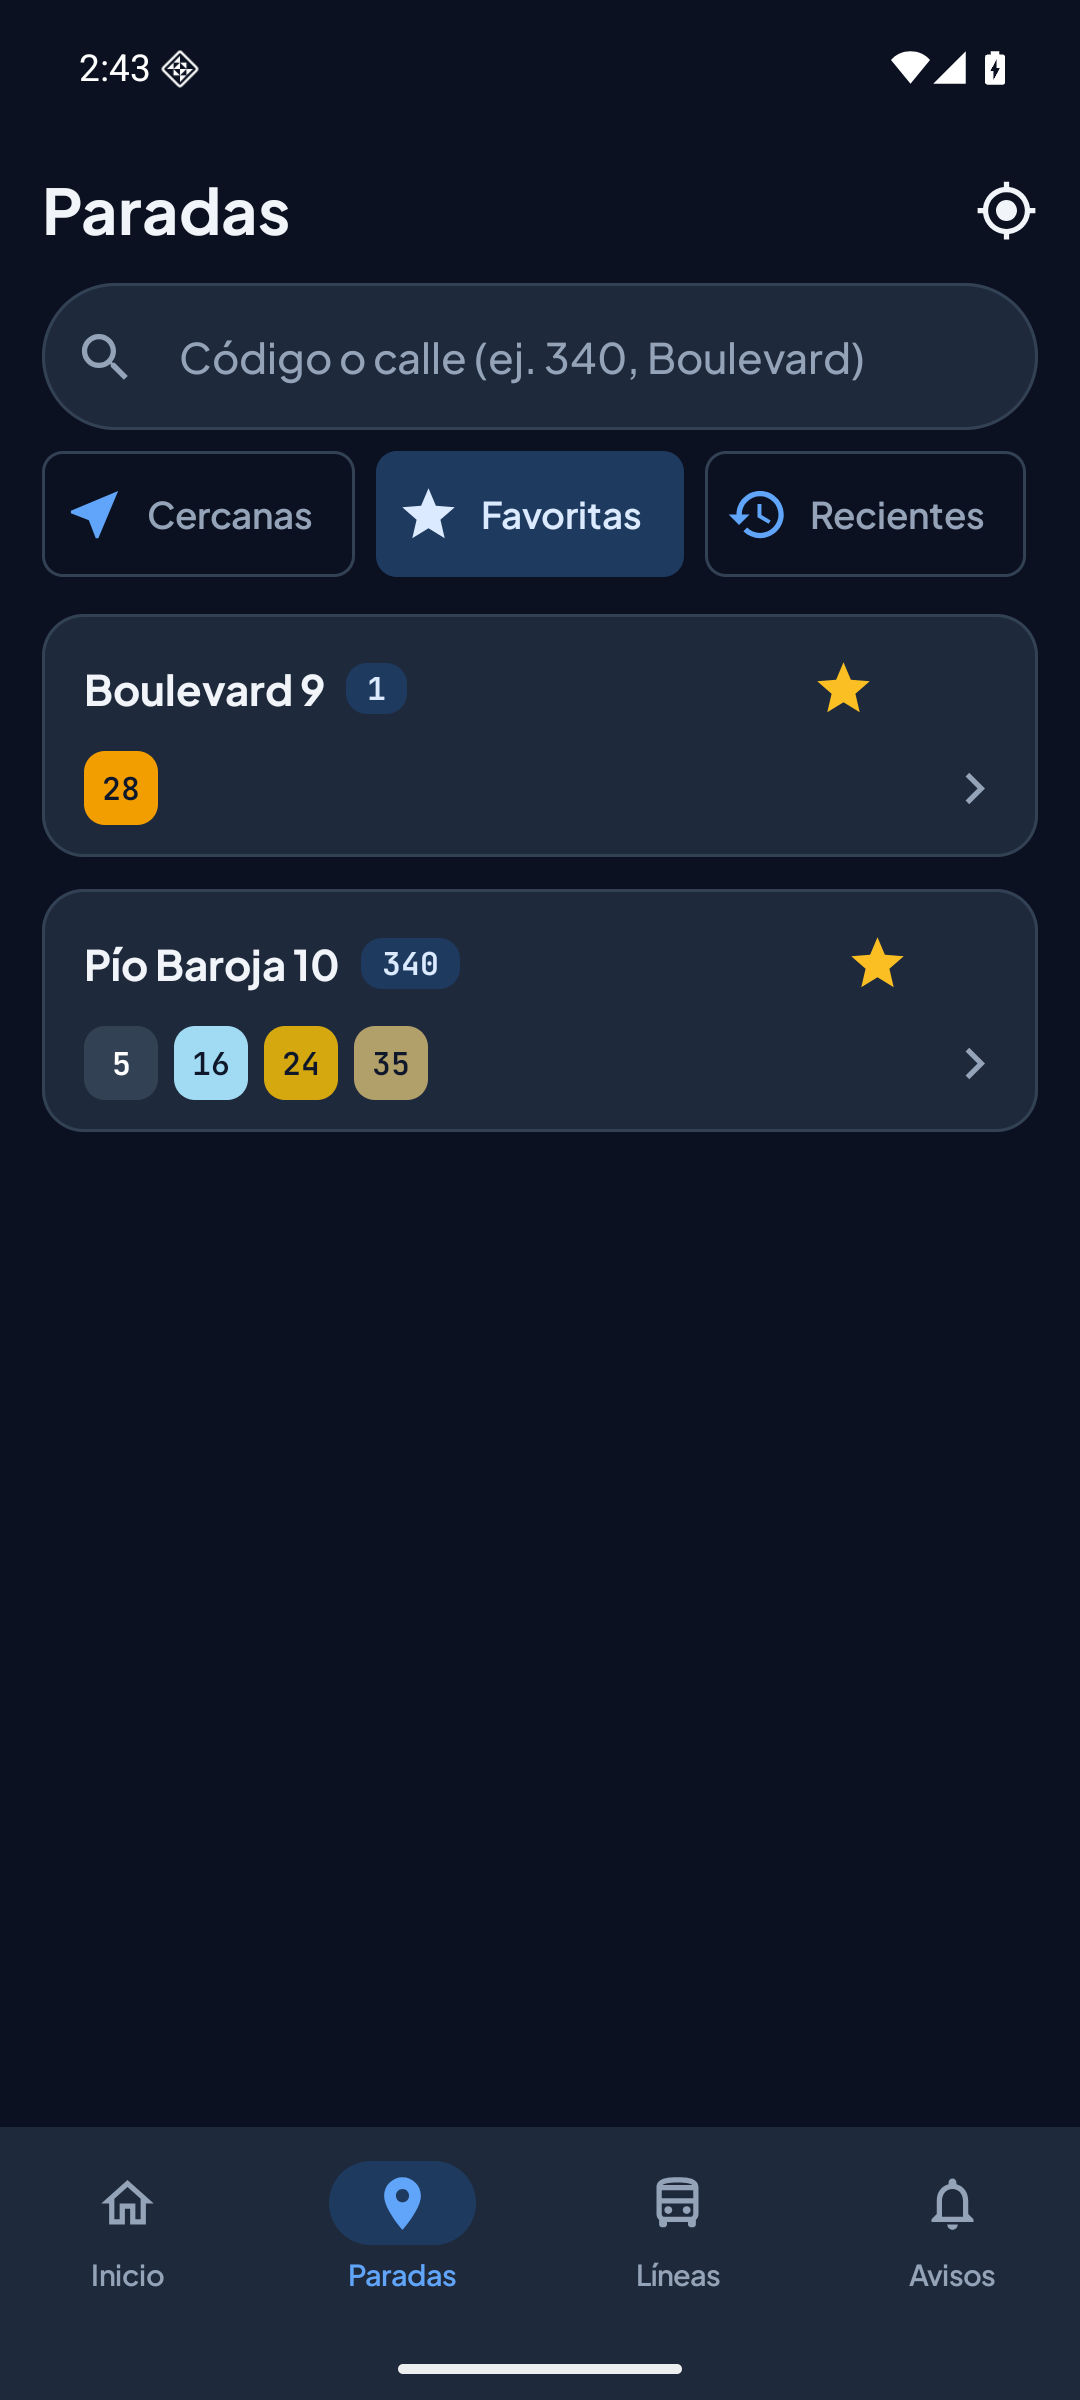 2:43
Paradas
Código o calle (ej. 340, Boulevard)
Cercanas
Favoritas
Recientes
Boulevard 9 1
28
Pío Baroja 10 340
5 16 24 35
Inicio
Paradas
Líneas
Avisos